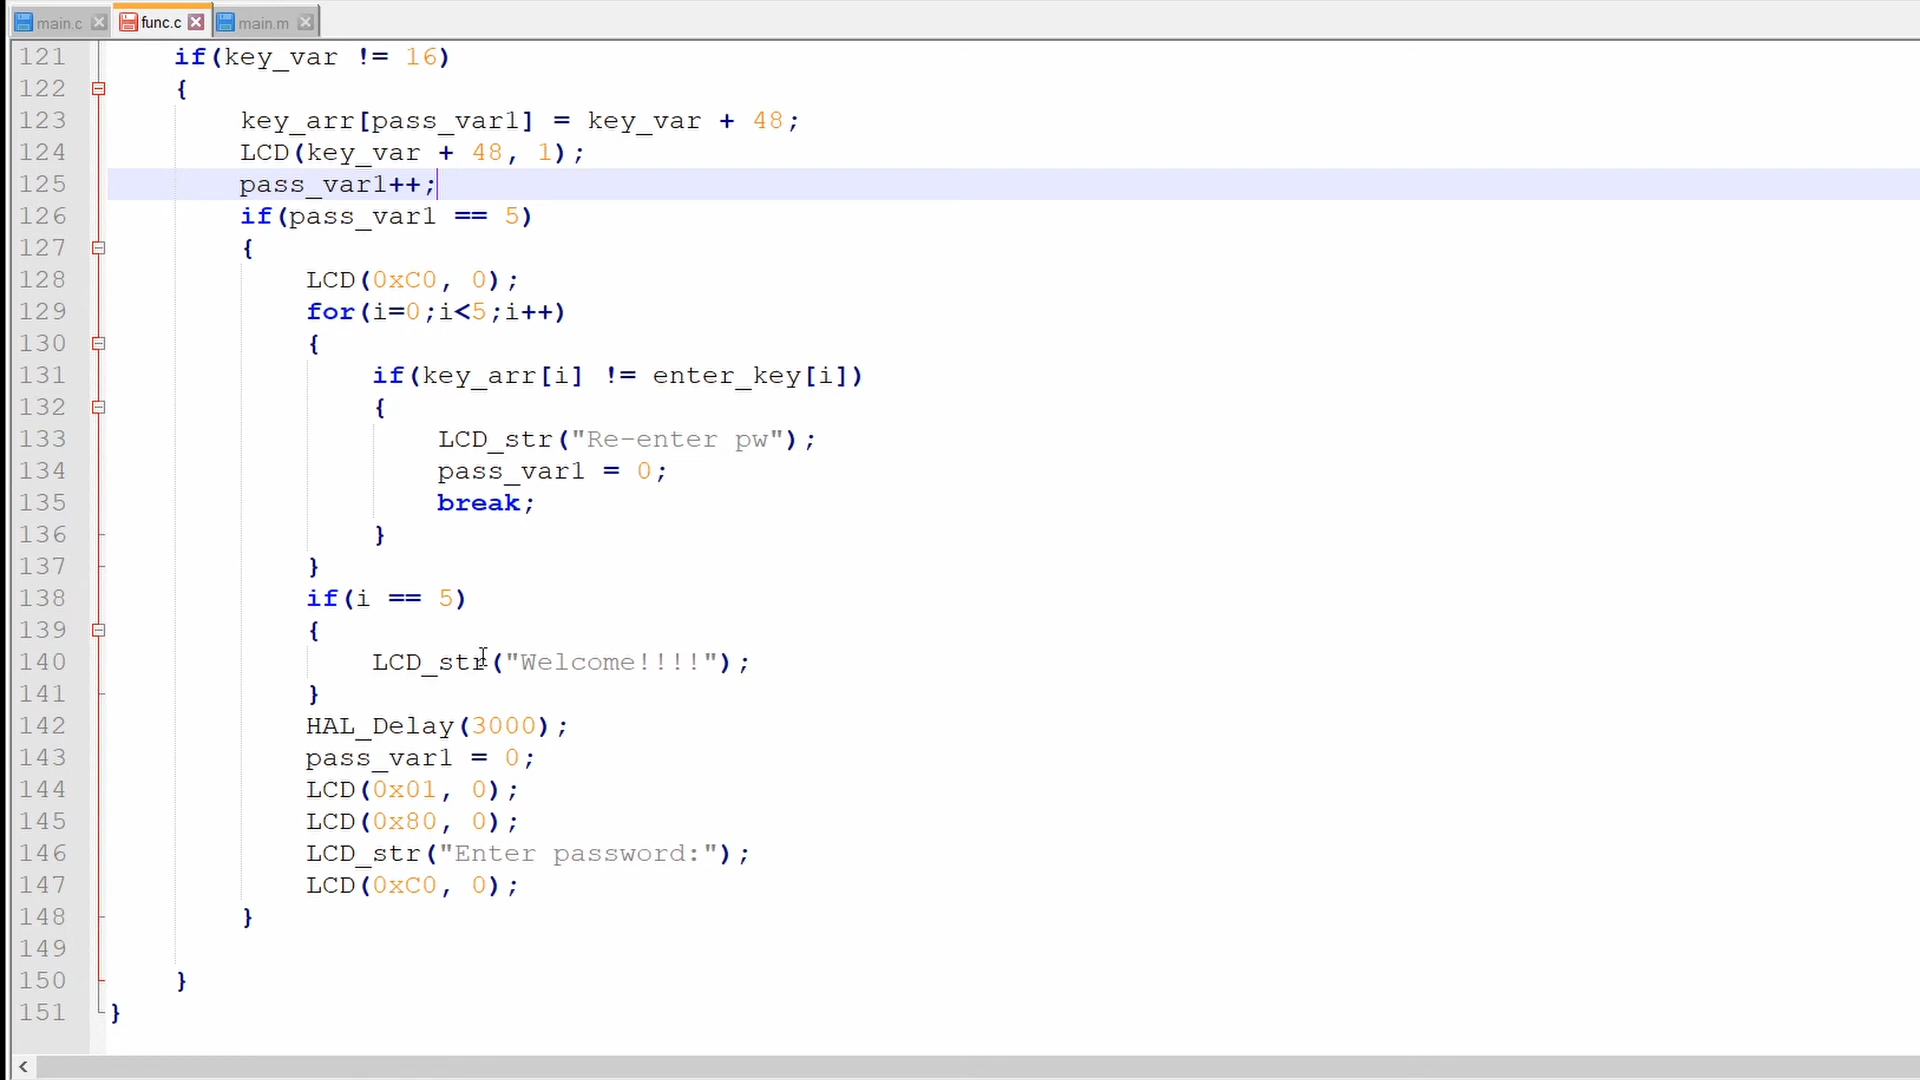 main.c func.c main.m
121 if(key_var != 16)
122 {
123 key_arr[pass_var1] = key_var + 48;
124 LCD(key_var + 48, 1);
125 pass_var1++;
126 if(pass_var1 == 5)
127 {
128 LCD(0xC0, 0);
129 for(i=0;i<5;i++)
130 {
131 if(key_arr[i] != enter_key[i])
132 {
133 LCD_str("Re-enter pw");
134 pass_var1 = 0;
135 break;
136 }
137 }
138 if(i == 5)
139 {
140 LCD_str("Welcome!!!!");
141 }
142 HAL_Delay(3000);
143 pass_var1 = 0;
144 LCD(0x01, 0);
145 LCD(0x80, 0);
146 LCD_str("Enter password:");
147 LCD(0xC0, 0);
148 }
149
150 }
151 }